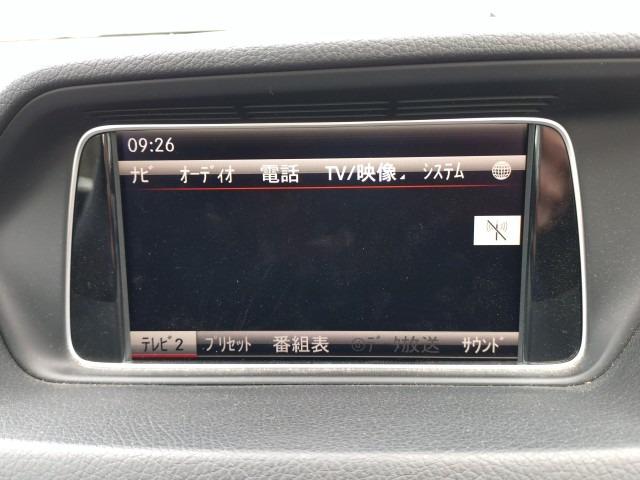 09:26
ナビ オーディオ 電話 TV/映像 システム
テレビ2 プリセット 番組表 データ放送 サウンド